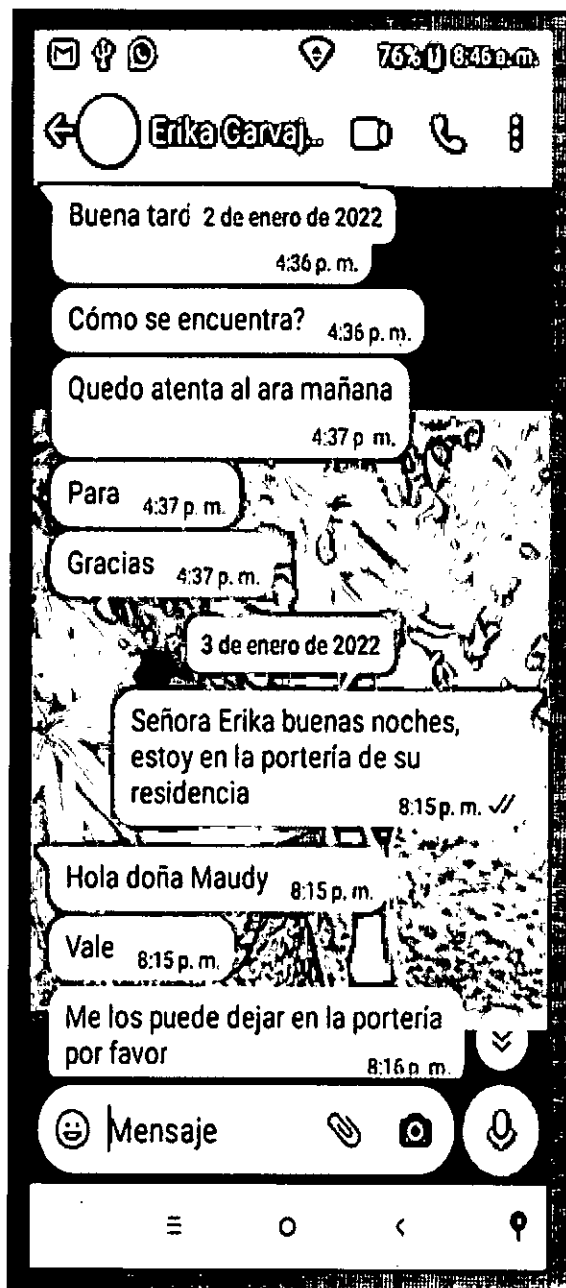 76% 8:46 a. m.
Erika Carvaj...
Buena tard 2 de enero de 2022
4:36 p. m.
Cómo se encuentra? 4:36 p. m.
Quedo atenta al ara mañana
4:37 p. m.
Para 4:37 p. m.
Gracias 4:37 p. m.
3 de enero de 2022
Señora Erika buenas noches,
estoy en la portería de su
residencia
8:15 p. m.
Hola doña Maudy 8:15 p. m.
Vale 8:15 p. m.
Me los puede dejar en la portería
por favor
8:16 p. m.
Mensaje